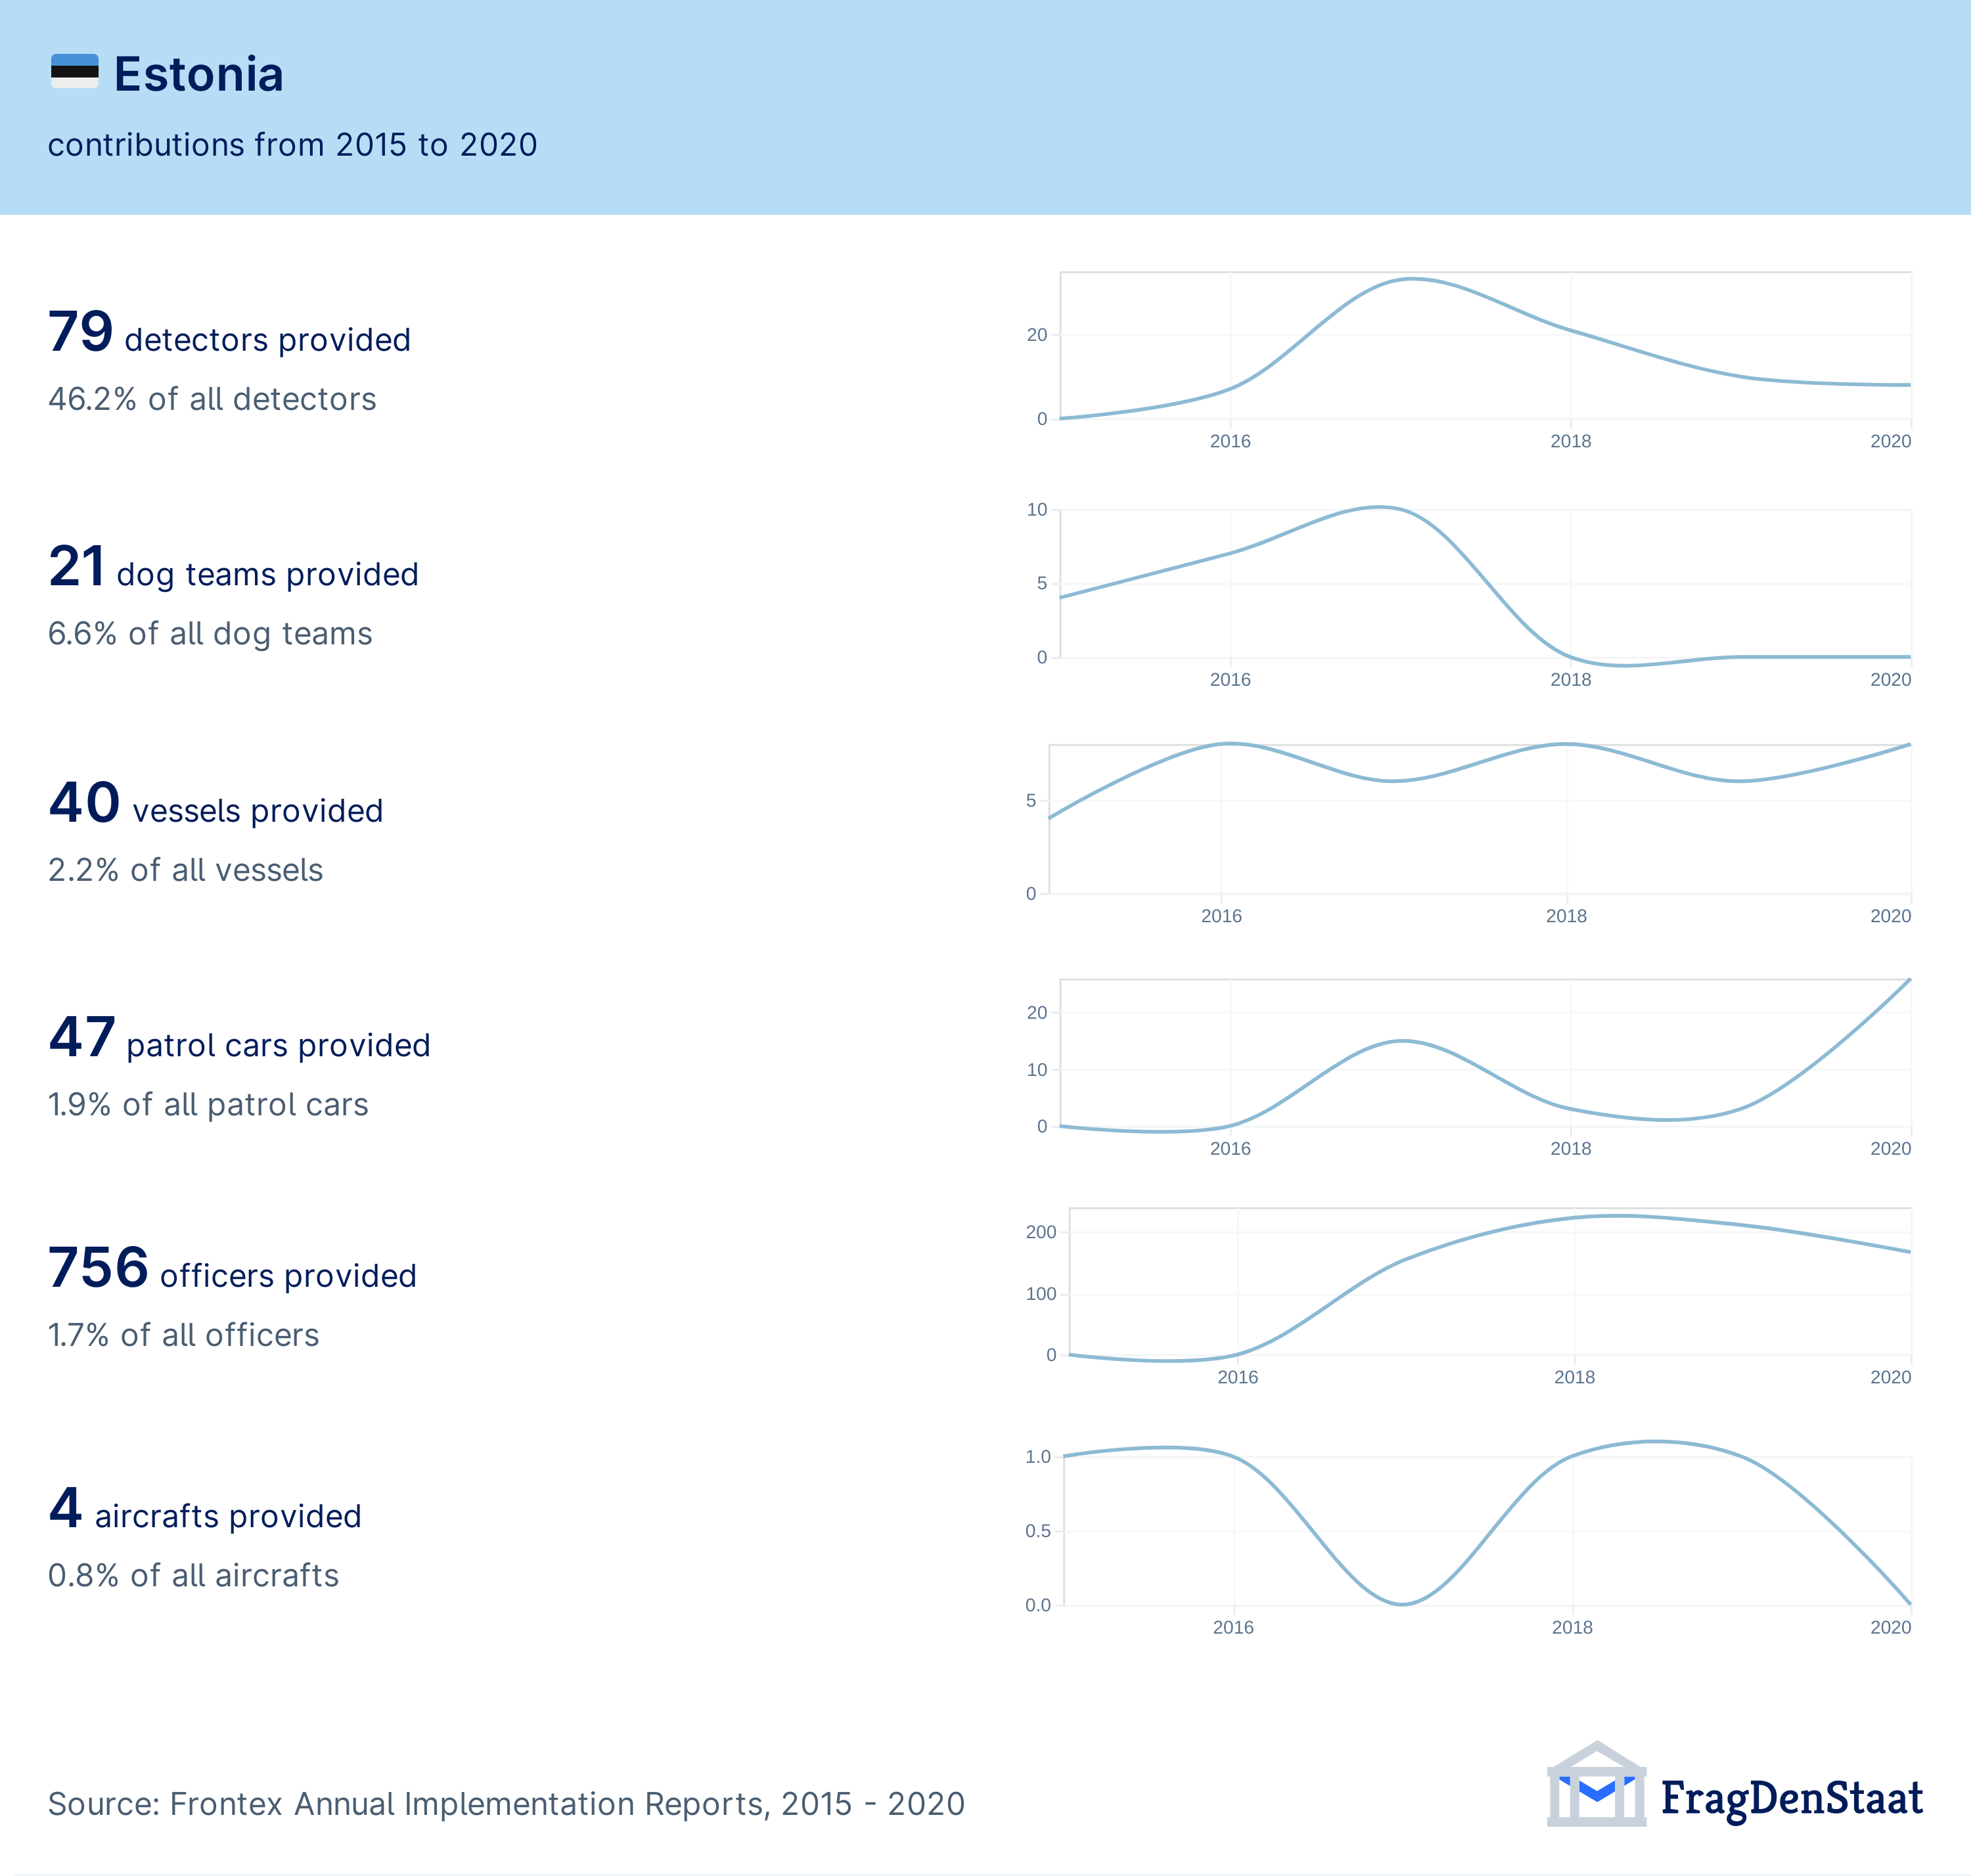 Estonia
contributions from 2015 to 2020
79 detectors provided
46.2% of all detectors
20
0
2016 2018 2020
21 dog teams provided
6.6% of all dog teams
10
5
0
2016 2018 2020
40 vessels provided
2.2% of all vessels
5
0
2016 2018 2020
47 patrol cars provided
1.9% of all patrol cars
20
10
0
2016 2018 2020
756 officers provided
1.7% of all officers
200
100
0
2016 2018 2020
4 aircrafts provided
0.8% of all aircrafts
1.0
0.5
0.0
2016 2018 2020
Source: Frontex Annual Implementation Reports, 2015 - 2020
FragDenStaat